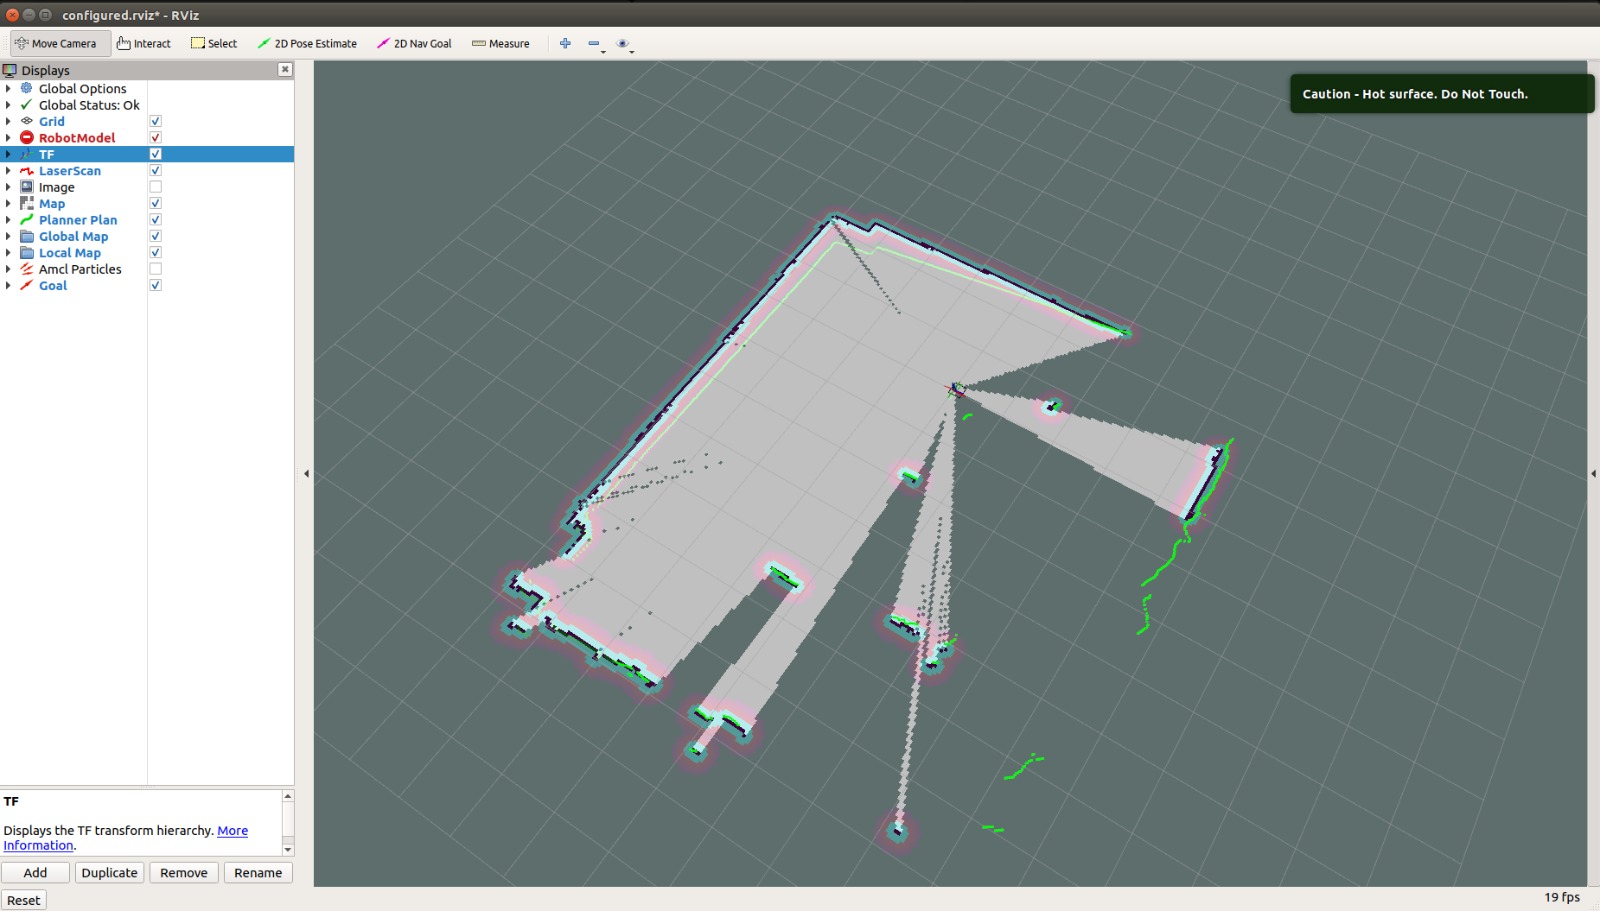 configured.rviz* - RViz
Move Camera Interact Select 2D Pose Estimate 2D Nav Goal Measure
Displays
Global Options
Global Status: Ok
Grid
RobotModel
TF
LaserScan
Image
Map
Planner Plan
Global Map
Local Map
Amcl Particles
Goal
Caution - Hot surface. Do Not Touch.
TF
Displays the TF transform hierarchy. More
Information.
Add Duplicate Remove Rename
Reset
19 fps